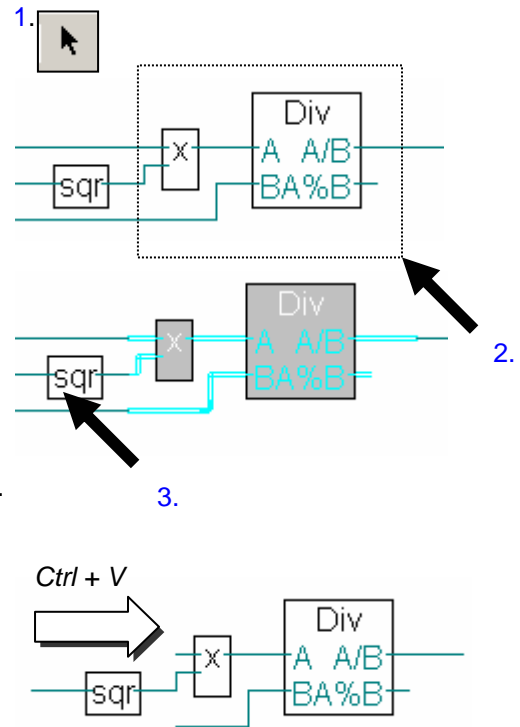 1.
Div
X A A/B
sqr BA%B
Div
X A A/B
2.
sqr BA%B
3.
.
Ctrl + V
Div
X A A/B
sqr BA%B